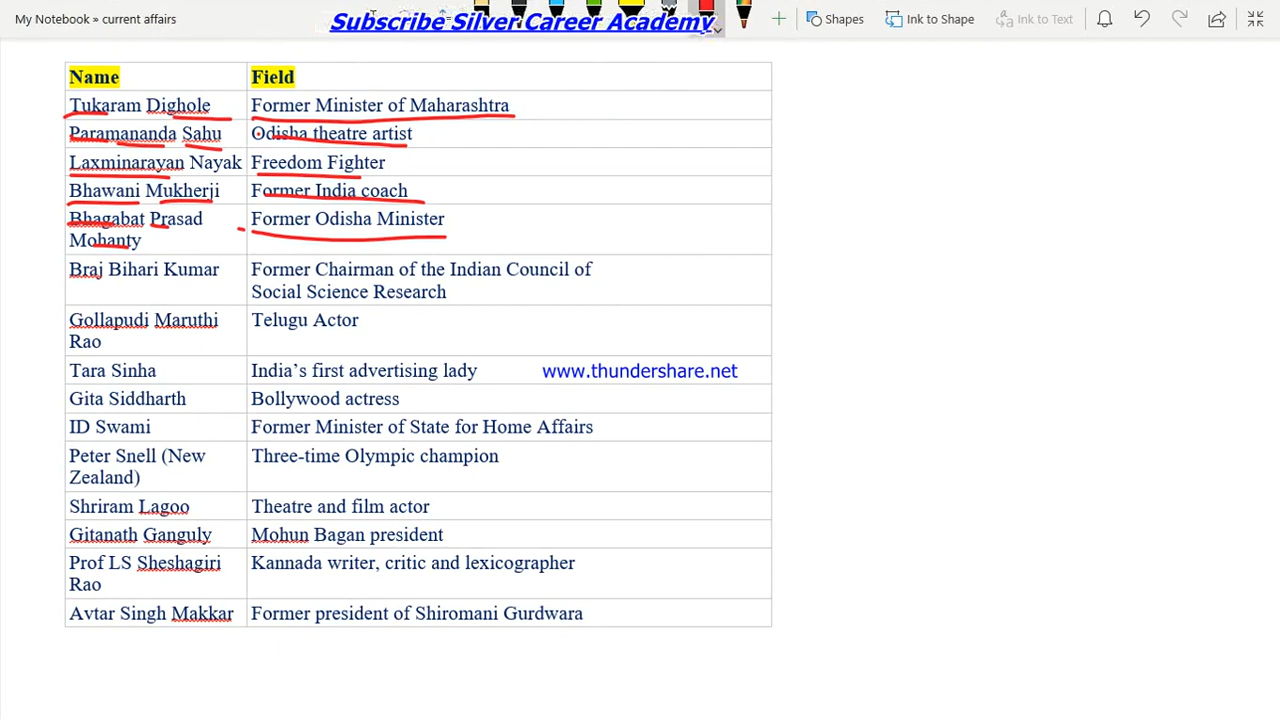 My Notebook » current affairs
Subscribe Silver Career Academy
Shapes
Ink to Shape
Ink to Text
Name Field
Tukaram Dighole Former Minister of Maharashtra
Paramananda Sahu Odisha theatre artist
Laxminarayan Nayak Freedom Fighter
Bhawani Mukherji Former India coach
Bhagabat Prasad Former Odisha Minister
Mohanty
Braj Bihari Kumar Former Chairman of the Indian Council of
Social Science Research
Gollapudi Maruthi Telugu Actor
Rao
Tara Sinha India’s first advertising lady www.thundershare.net
Gita Siddharth Bollywood actress
ID Swami Former Minister of State for Home Affairs
Peter Snell (New Three-time Olympic champion
Zealand)
Shriram Lagoo Theatre and film actor
Gitanath Ganguly Mohun Bagan president
Prof LS Sheshagiri Kannada writer, critic and lexicographer
Rao
Avtar Singh Makkar Former president of Shiromani Gurdwara